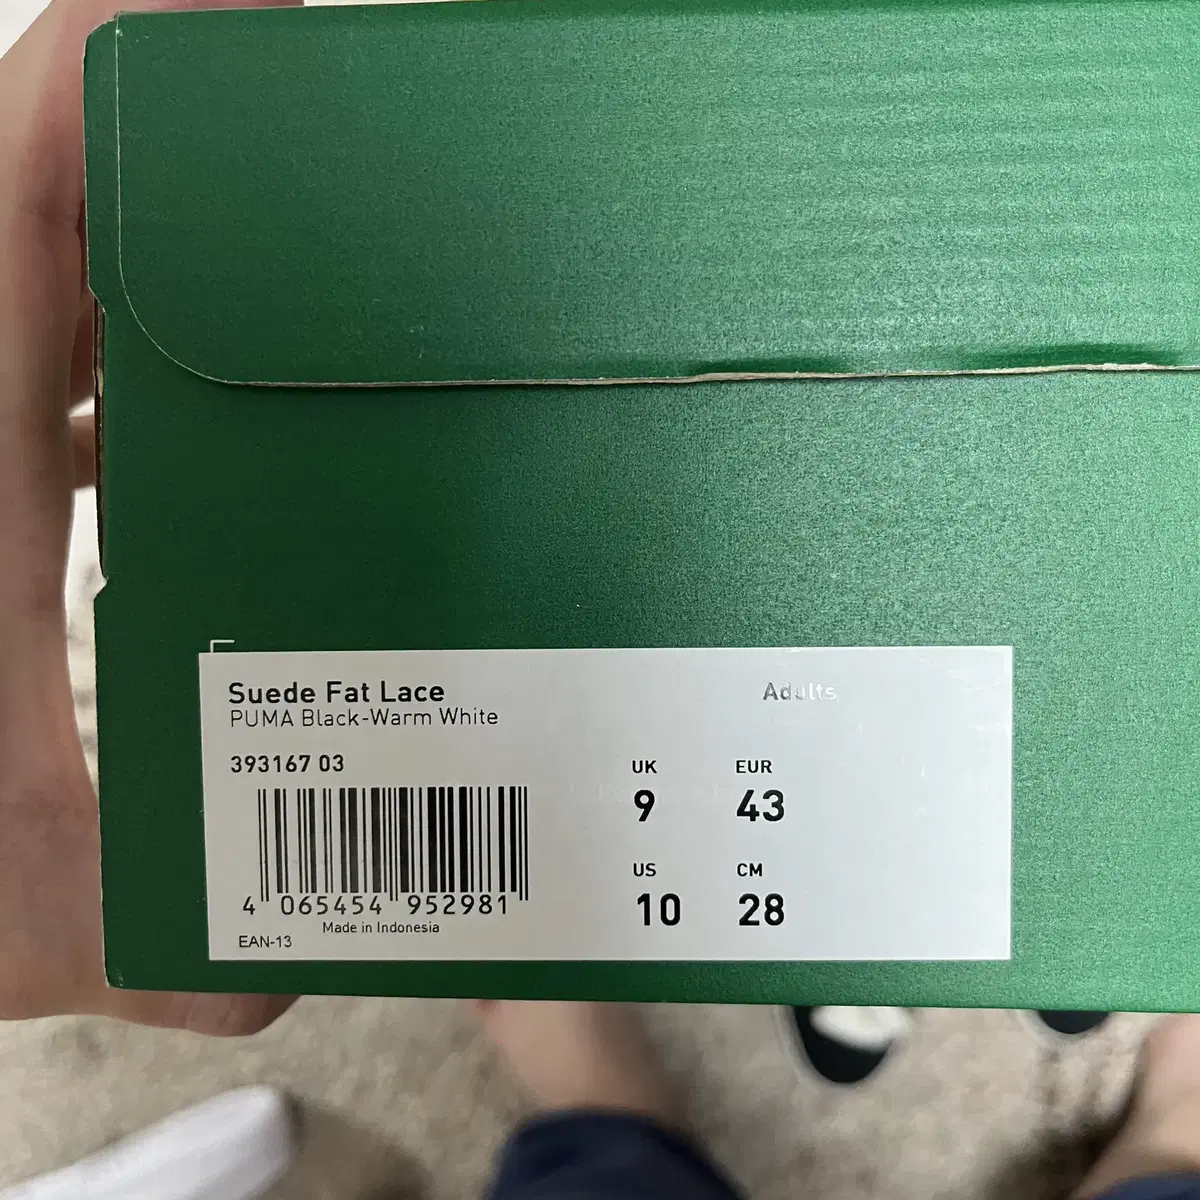 Suede Fat Lace
Adults
PUMA Black-Warm White
393167 03
UK
EUR
9
43
US
CM
10
28
4 065454 952981
Made in Indonesia
EAN-13